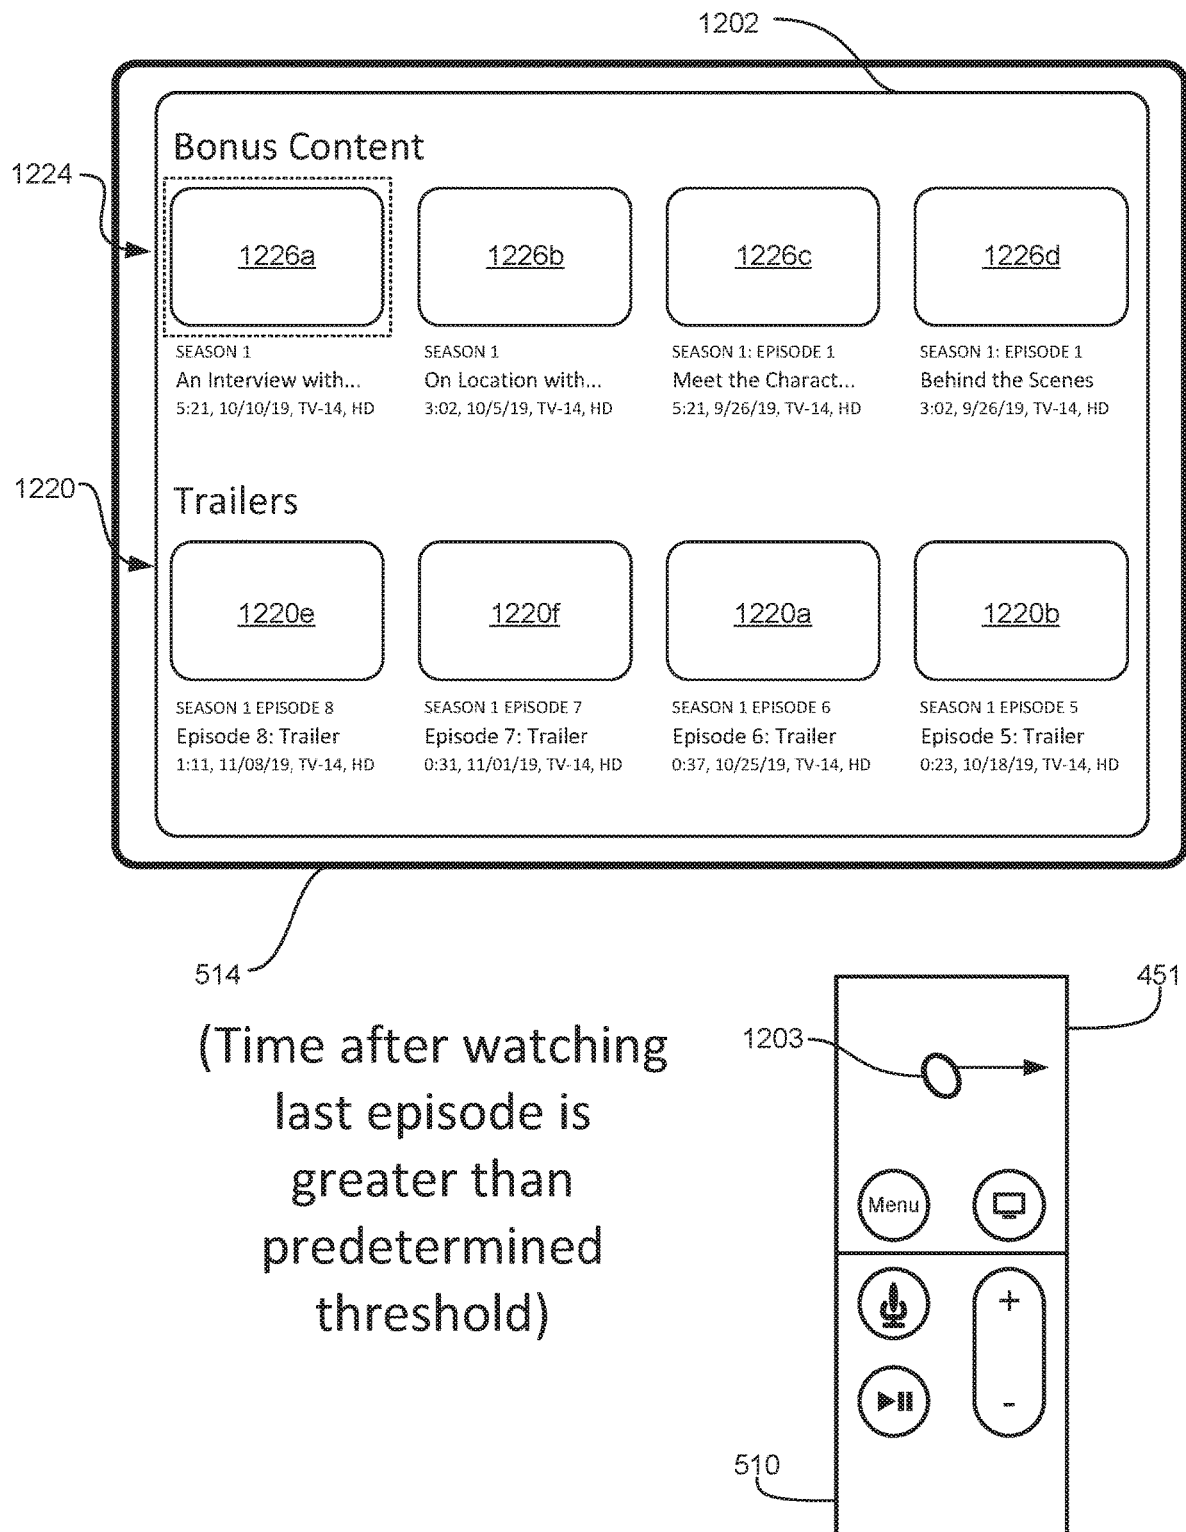 1202
Bonus Content
1224
1226a 1226b 1226c 1226d
SEASON 1 SEASON 1 SEASON 1: EPISODE 1 SEASON 1: EPISODE 1
An Interview with... On Location with... Meet the Charact... Behind the Scenes
5:21, 10/10/19, TV-14, HD 3:02, 10/5/19, TV-14, HD 5:21, 9/26/19, TV-14, HD 3:02, 9/26/19, TV-14, HD
1220
Trailers
1220e 1220f 1220a 1220b
SEASON 1 EPISODE 8 SEASON 1 EPISODE 7 SEASON 1 EPISODE 6 SEASON 1 EPISODE 5
Episode 8: Trailer Episode 7: Trailer Episode 6: Trailer Episode 5: Trailer
1:11, 11/08/19, TV-14, HD 0:31, 11/01/19, TV-14, HD 0:37, 10/25/19, TV-14, HD 0:23, 10/18/19, TV-14, HD
514
(Time after watching
last episode is
greater than
predetermined
threshold)
451
1203
Menu
+
-
510